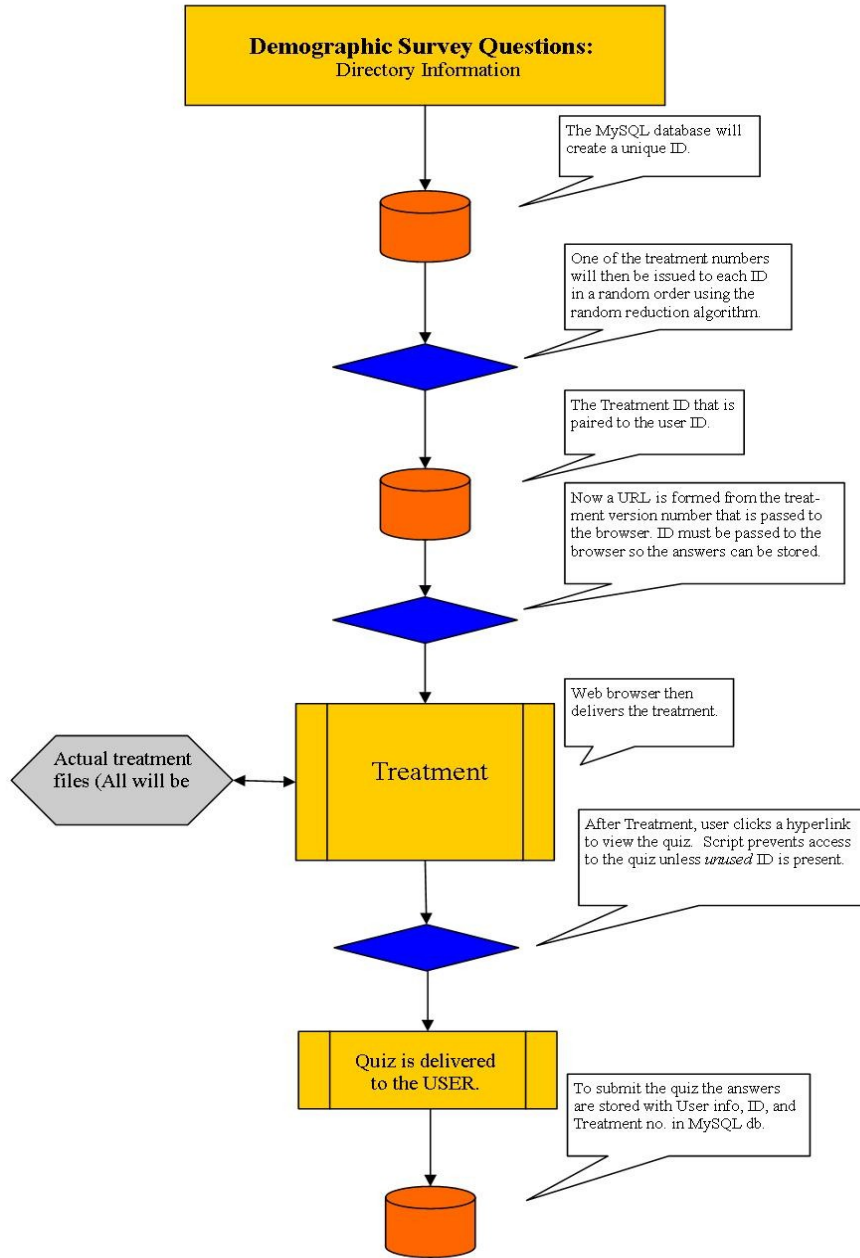 Demographic Survey Questions:
Directory Information
The MySQL database will
create a unique ID.
One of the treatment numbers
will then be issued to each ID
in a random order using the
random reduction algorithm.
The Treatment ID that is
paired to the user ID.
Now a URL is formed from the treat-
ment version number that is passed to
the browser. ID must be passed to the
browser so the answers can be stored.
Web browser then
delivers the treatment.
Actual treatment
files (All will be
Treatment
After Treatment, user clicks a hyperlink
to view the quiz. Script prevents access
to the quiz unless unused ID is present.
Quiz is delivered
to the USER.
To submit the quiz the answers
are stored with User info, ID, and
Treatment no. in MySQL db.